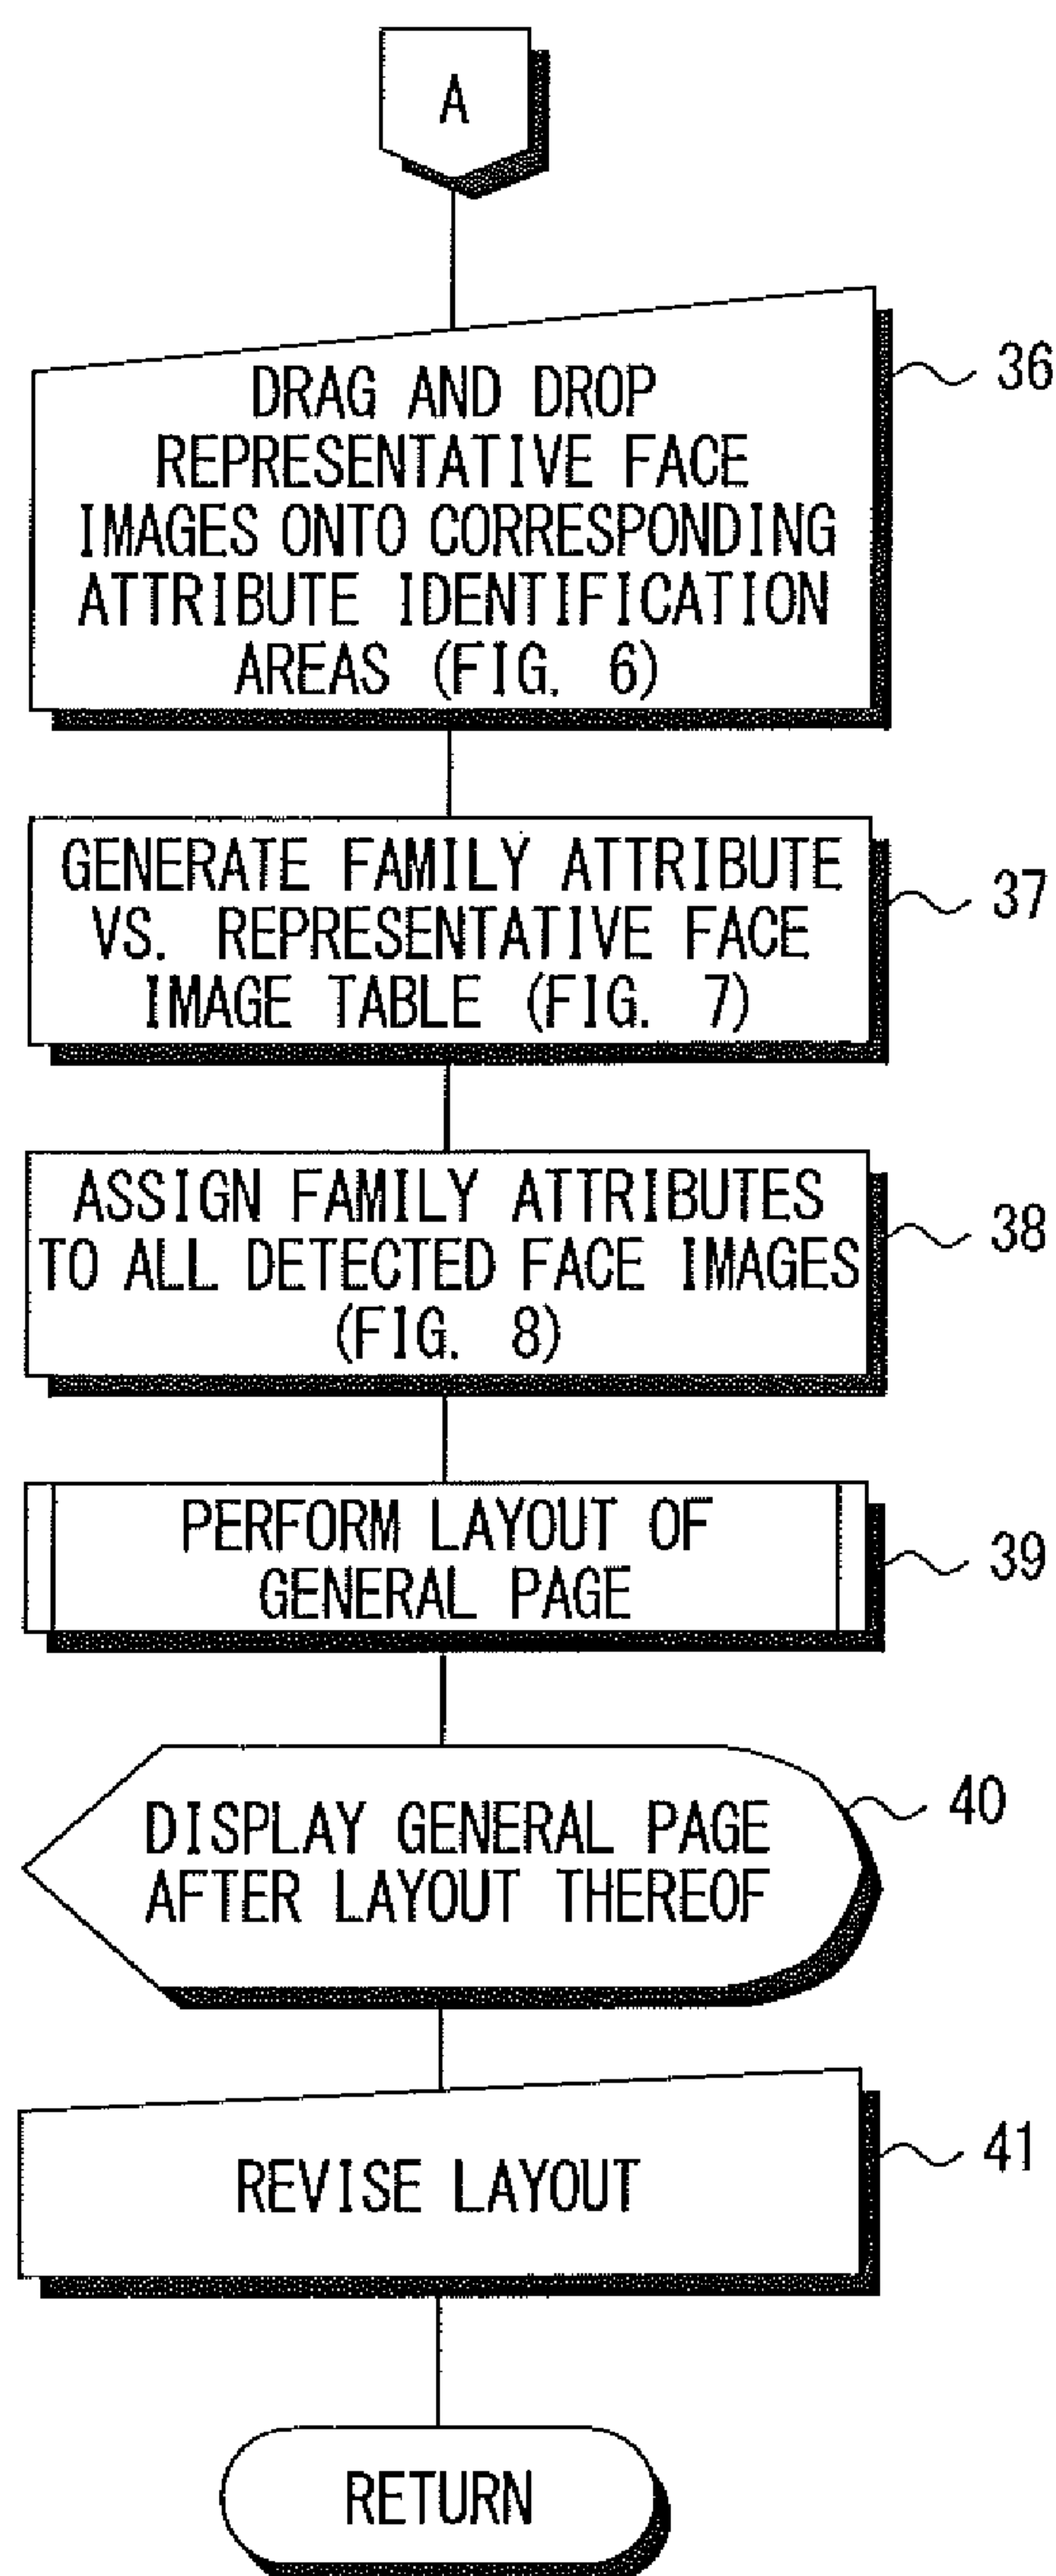 A
DRAG AND DROP
REPRESENTATIVE FACE
IMAGES ONTO CORRESPONDING
ATTRIBUTE IDENTIFICATION
AREAS (FIG. 6)
36
GENERATE FAMILY ATTRIBUTE
VS. REPRESENTATIVE FACE
IMAGE TABLE (FIG. 7)
37
ASSIGN FAMILY ATTRIBUTES
TO ALL DETECTED FACE IMAGES
(FIG. 8)
38
PERFORM LAYOUT OF
GENERAL PAGE
39
DISPLAY GENERAL PAGE
AFTER LAYOUT THEREOF
40
REVISE LAYOUT
41
RETURN